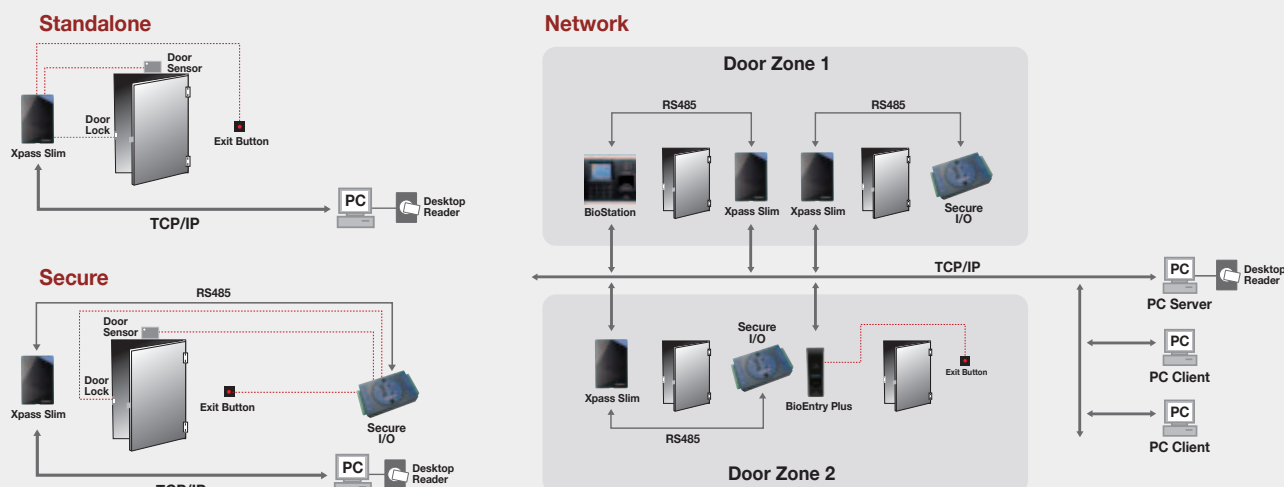 Standalone
Door
Sensor
Door
Lock
Xpass Slim
Exit Button
TCP/IP
PC
Desktop
Reader
Secure
RS485
Door
Sensor
Door
Lock
Xpass Slim
Exit Button
Secure
I/O
TCP/IP
PC
Desktop
Reader
Network
Door Zone 1
RS485
RS485
BioStation
Xpass Slim
Xpass Slim
Secure
I/O
TCP/IP
PC
Desktop
Reader
PC Server
PC
PC Client
PC
PC Client
Xpass Slim
Secure
I/O
BioEntry Plus
Exit Button
RS485
Door Zone 2